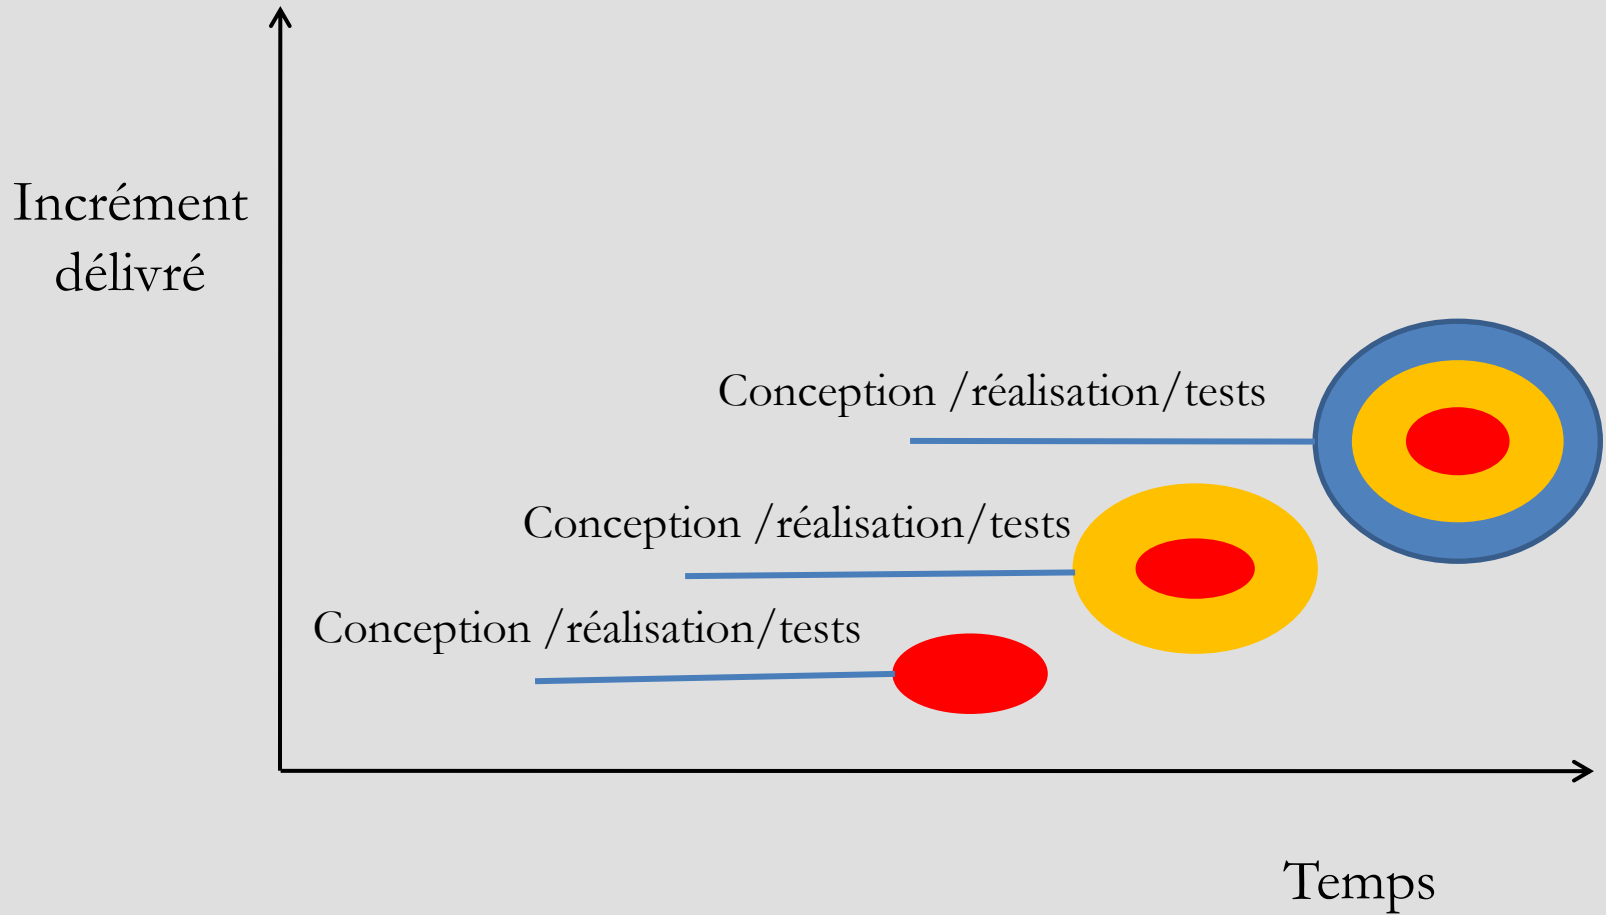 Incrément
délivré
Conception /réalisation/tests
Conception /réalisation/tests
Conception /réalisation/tests
Temps